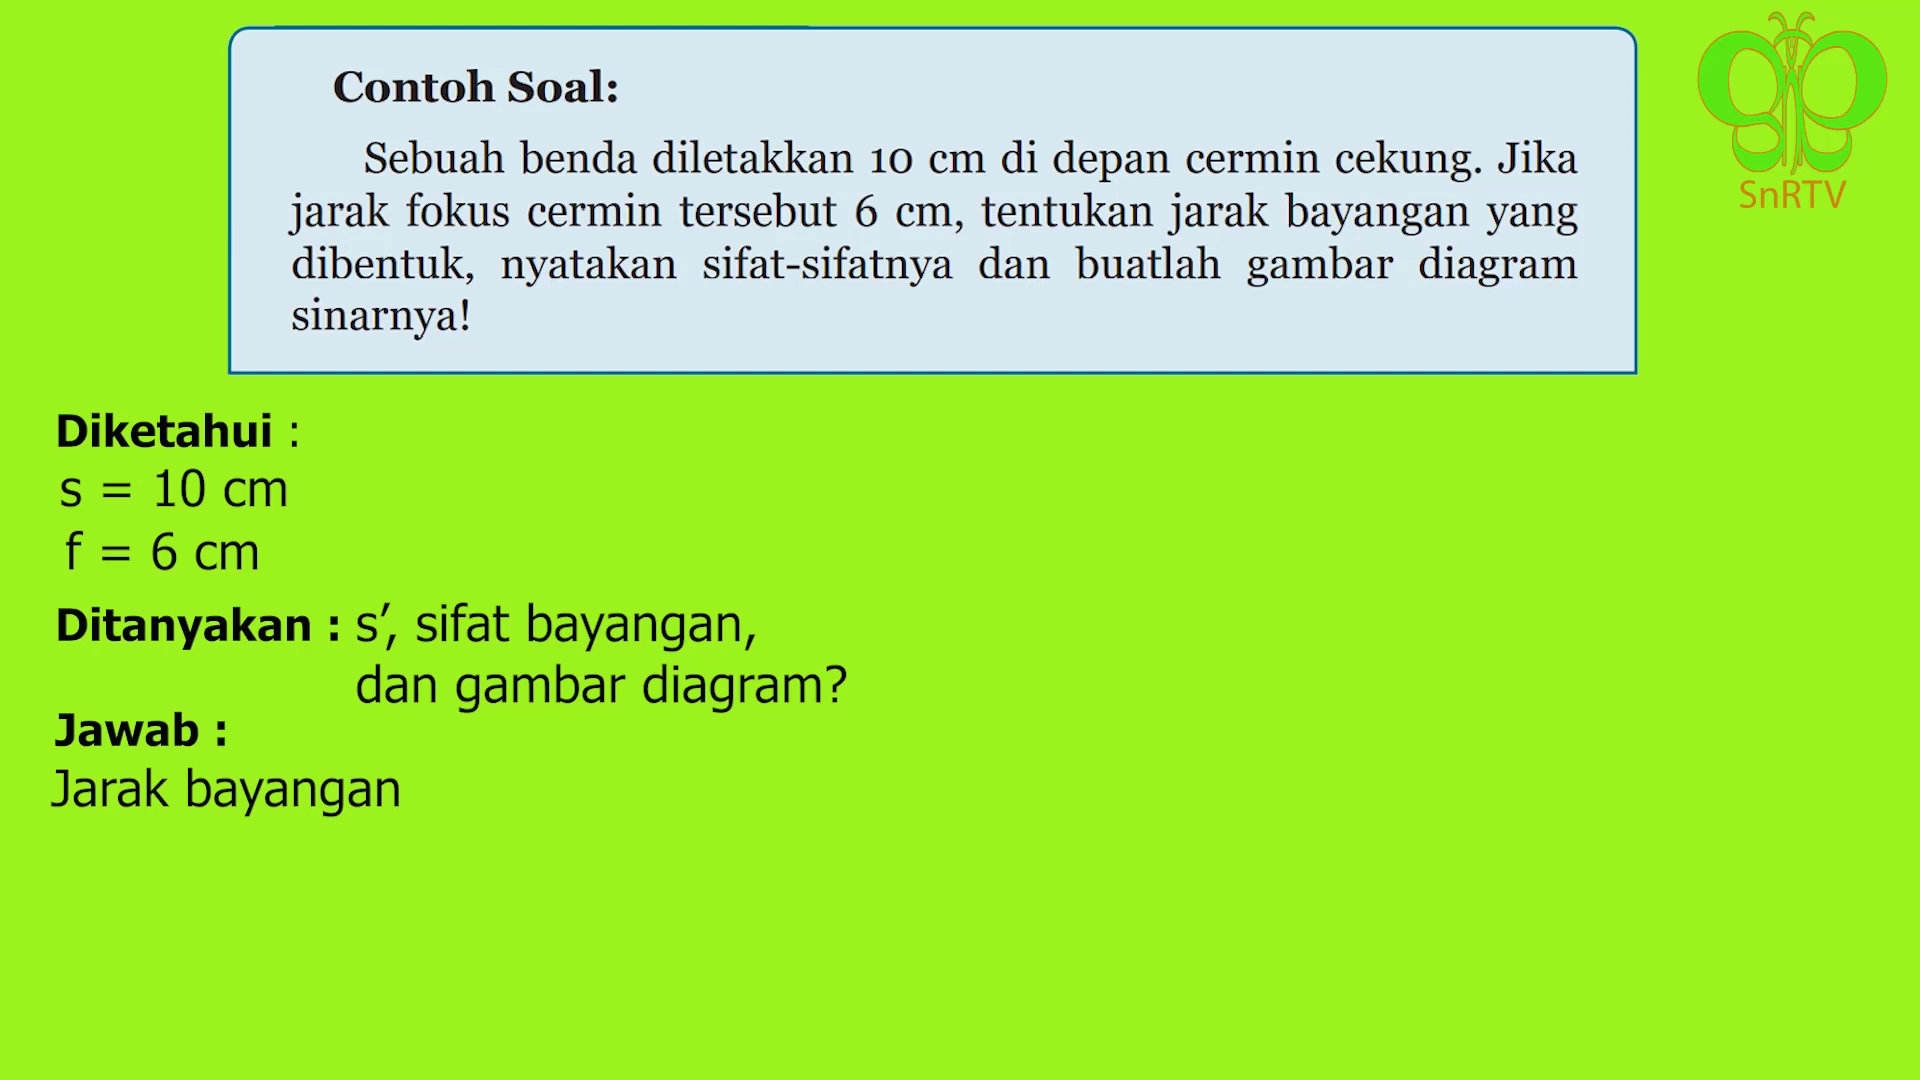 Contoh Soal:
Sebuah benda diletakkan 10 cm di depan cermin cekung. Jika
jarak fokus cermin tersebut 6 cm, tentukan jarak bayangan yang
dibentuk, nyatakan sifat-sifatnya dan buatlah gambar diagram
sinarnya!
SnRTV
Diketahui :
s = 10 cm
f = 6 cm
Ditanyakan : s’, sifat bayangan,
dan gambar diagram?
Jawab :
Jarak bayangan